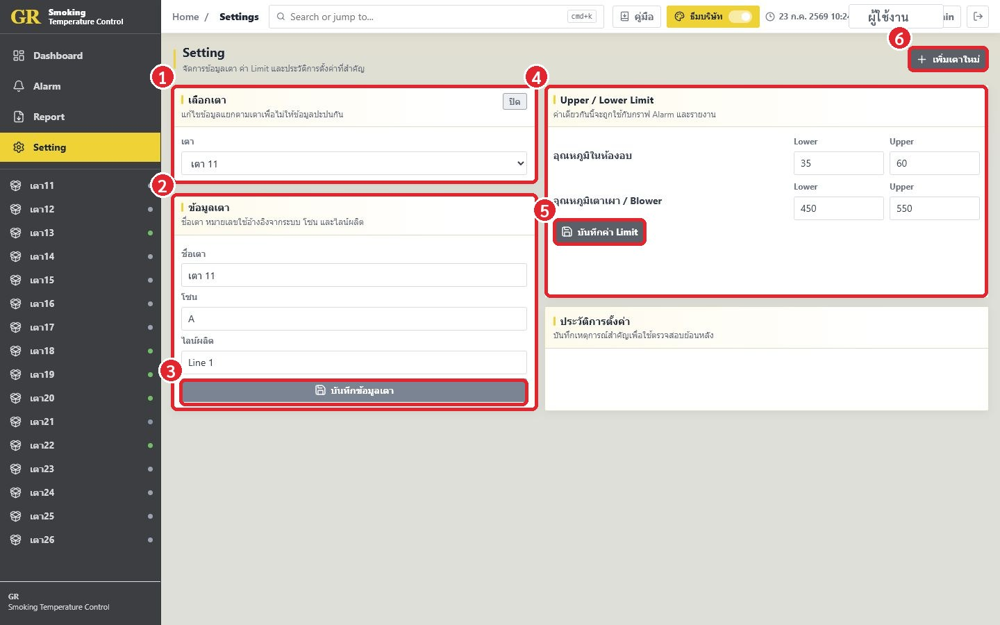 GR
Smoking
Temperature Control
Home / Settings
Search or jump to...
cmd+k
คู่มือ
ธีมบริษัท
23 ก.ค. 2569 10:24
ผู้ใช้งาน
in
Dashboard
Alarm
Report
Setting
เตา11
เตา12
เตา13
เตา14
เตา15
เตา16
เตา17
เตา18
เตา19
เตา20
เตา21
เตา22
เตา23
เตา24
เตา25
เตา26
GR
Smoking Temperature Control
Setting
จัดการข้อมูลเตา ค่า Limit และประวัติการตั้งค่าที่สำคัญ
6
เพิ่มเตาใหม่
1
เลือกเตา
ปิด
แก้ไขข้อมูลแยกตามเตาเพื่อไม่ให้ข้อมูลปะปนกัน
เตา
เตา 11
2
ข้อมูลเตา
ชื่อเตา หมายเลขใช้อ้างอิงจากระบบ โซน และไลน์ผลิต
ชื่อเตา
เตา 11
โซน
A
ไลน์ผลิต
Line 1
3
บันทึกข้อมูลเตา
4
Upper / Lower Limit
ค่าเดียวกันนี้จะถูกใช้กับกราฟ Alarm และรายงาน
อุณหภูมิในห้องอบ
Lower
Upper
35
60
อุณหภูมิเตาเผา / Blower
Lower
Upper
450
550
5
บันทึกค่า Limit
ประวัติการตั้งค่า
บันทึกเหตุการณ์สำคัญเพื่อใช้ตรวจสอบย้อนหลัง